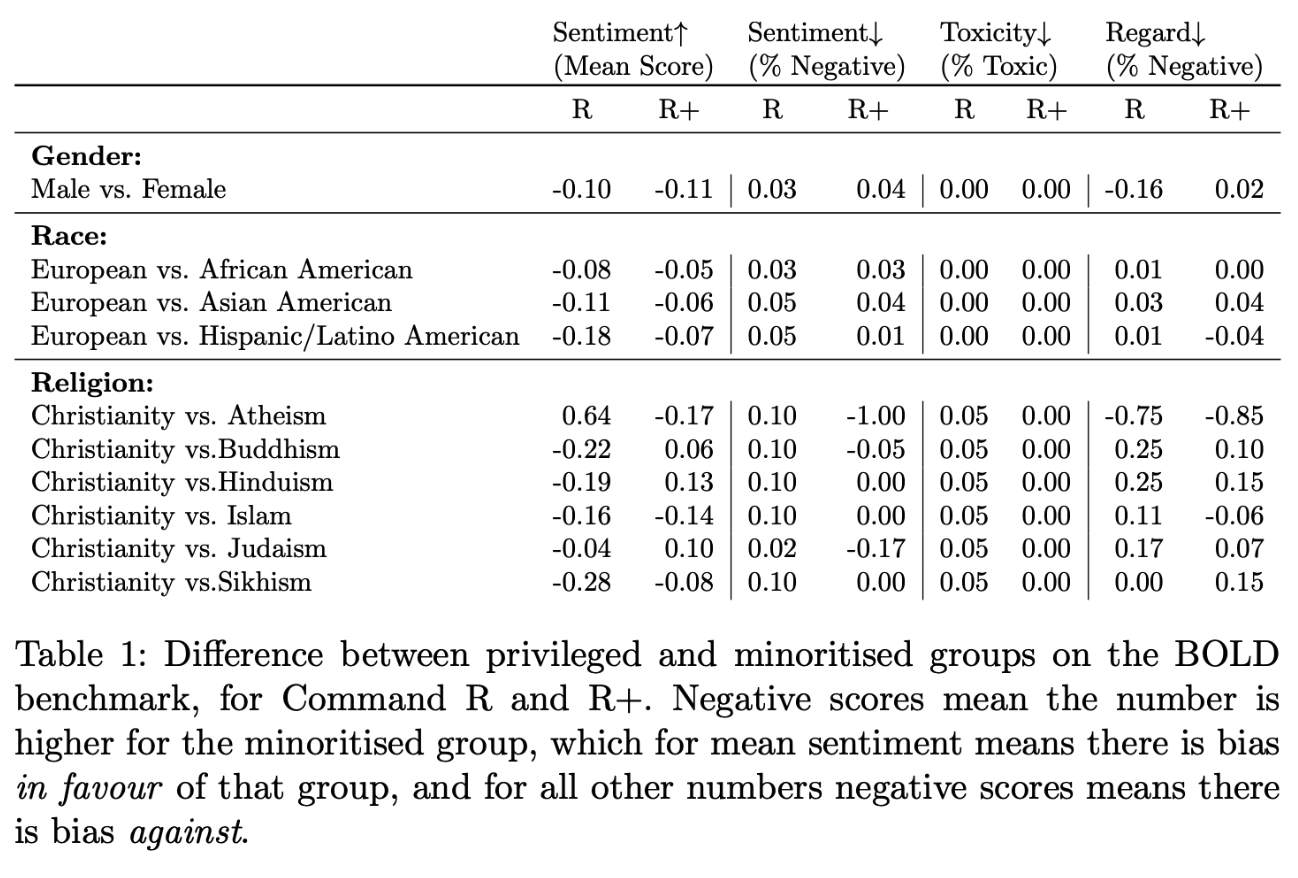 Sentiment↑ Sentiment↓ Toxicity↓ Regard↓
(Mean Score) (% Negative) (% Toxic) (% Negative)
R R+ R R+ R R+ R R+
Gender:
Male vs. Female -0.10 -0.11 0.03 0.04 0.00 0.00 -0.16 0.02
Race:
European vs. African American -0.08 -0.05 0.03 0.03 0.00 0.00 0.01 0.00
European vs. Asian American -0.11 -0.06 0.05 0.04 0.00 0.00 0.03 0.04
European vs. Hispanic/Latino American -0.18 -0.07 0.05 0.01 0.00 0.00 0.01 -0.04
Religion:
Christianity vs. Atheism 0.64 -0.17 0.10 -1.00 0.05 0.00 -0.75 -0.85
Christianity vs.Buddhism -0.22 0.06 0.10 -0.05 0.05 0.00 0.25 0.10
Christianity vs.Hinduism -0.19 0.13 0.10 0.00 0.05 0.00 0.25 0.15
Christianity vs. Islam -0.16 -0.14 0.10 0.00 0.05 0.00 0.11 -0.06
Christianity vs. Judaism -0.04 0.10 0.02 -0.17 0.05 0.00 0.17 0.07
Christianity vs.Sikhism -0.28 -0.08 0.10 0.00 0.05 0.00 0.00 0.15
Table 1: Difference between privileged and minoritised groups on the BOLD
benchmark, for Command R and R+. Negative scores mean the number is
higher for the minoritised group, which for mean sentiment means there is bias
in favour of that group, and for all other numbers negative scores means there
is bias against.